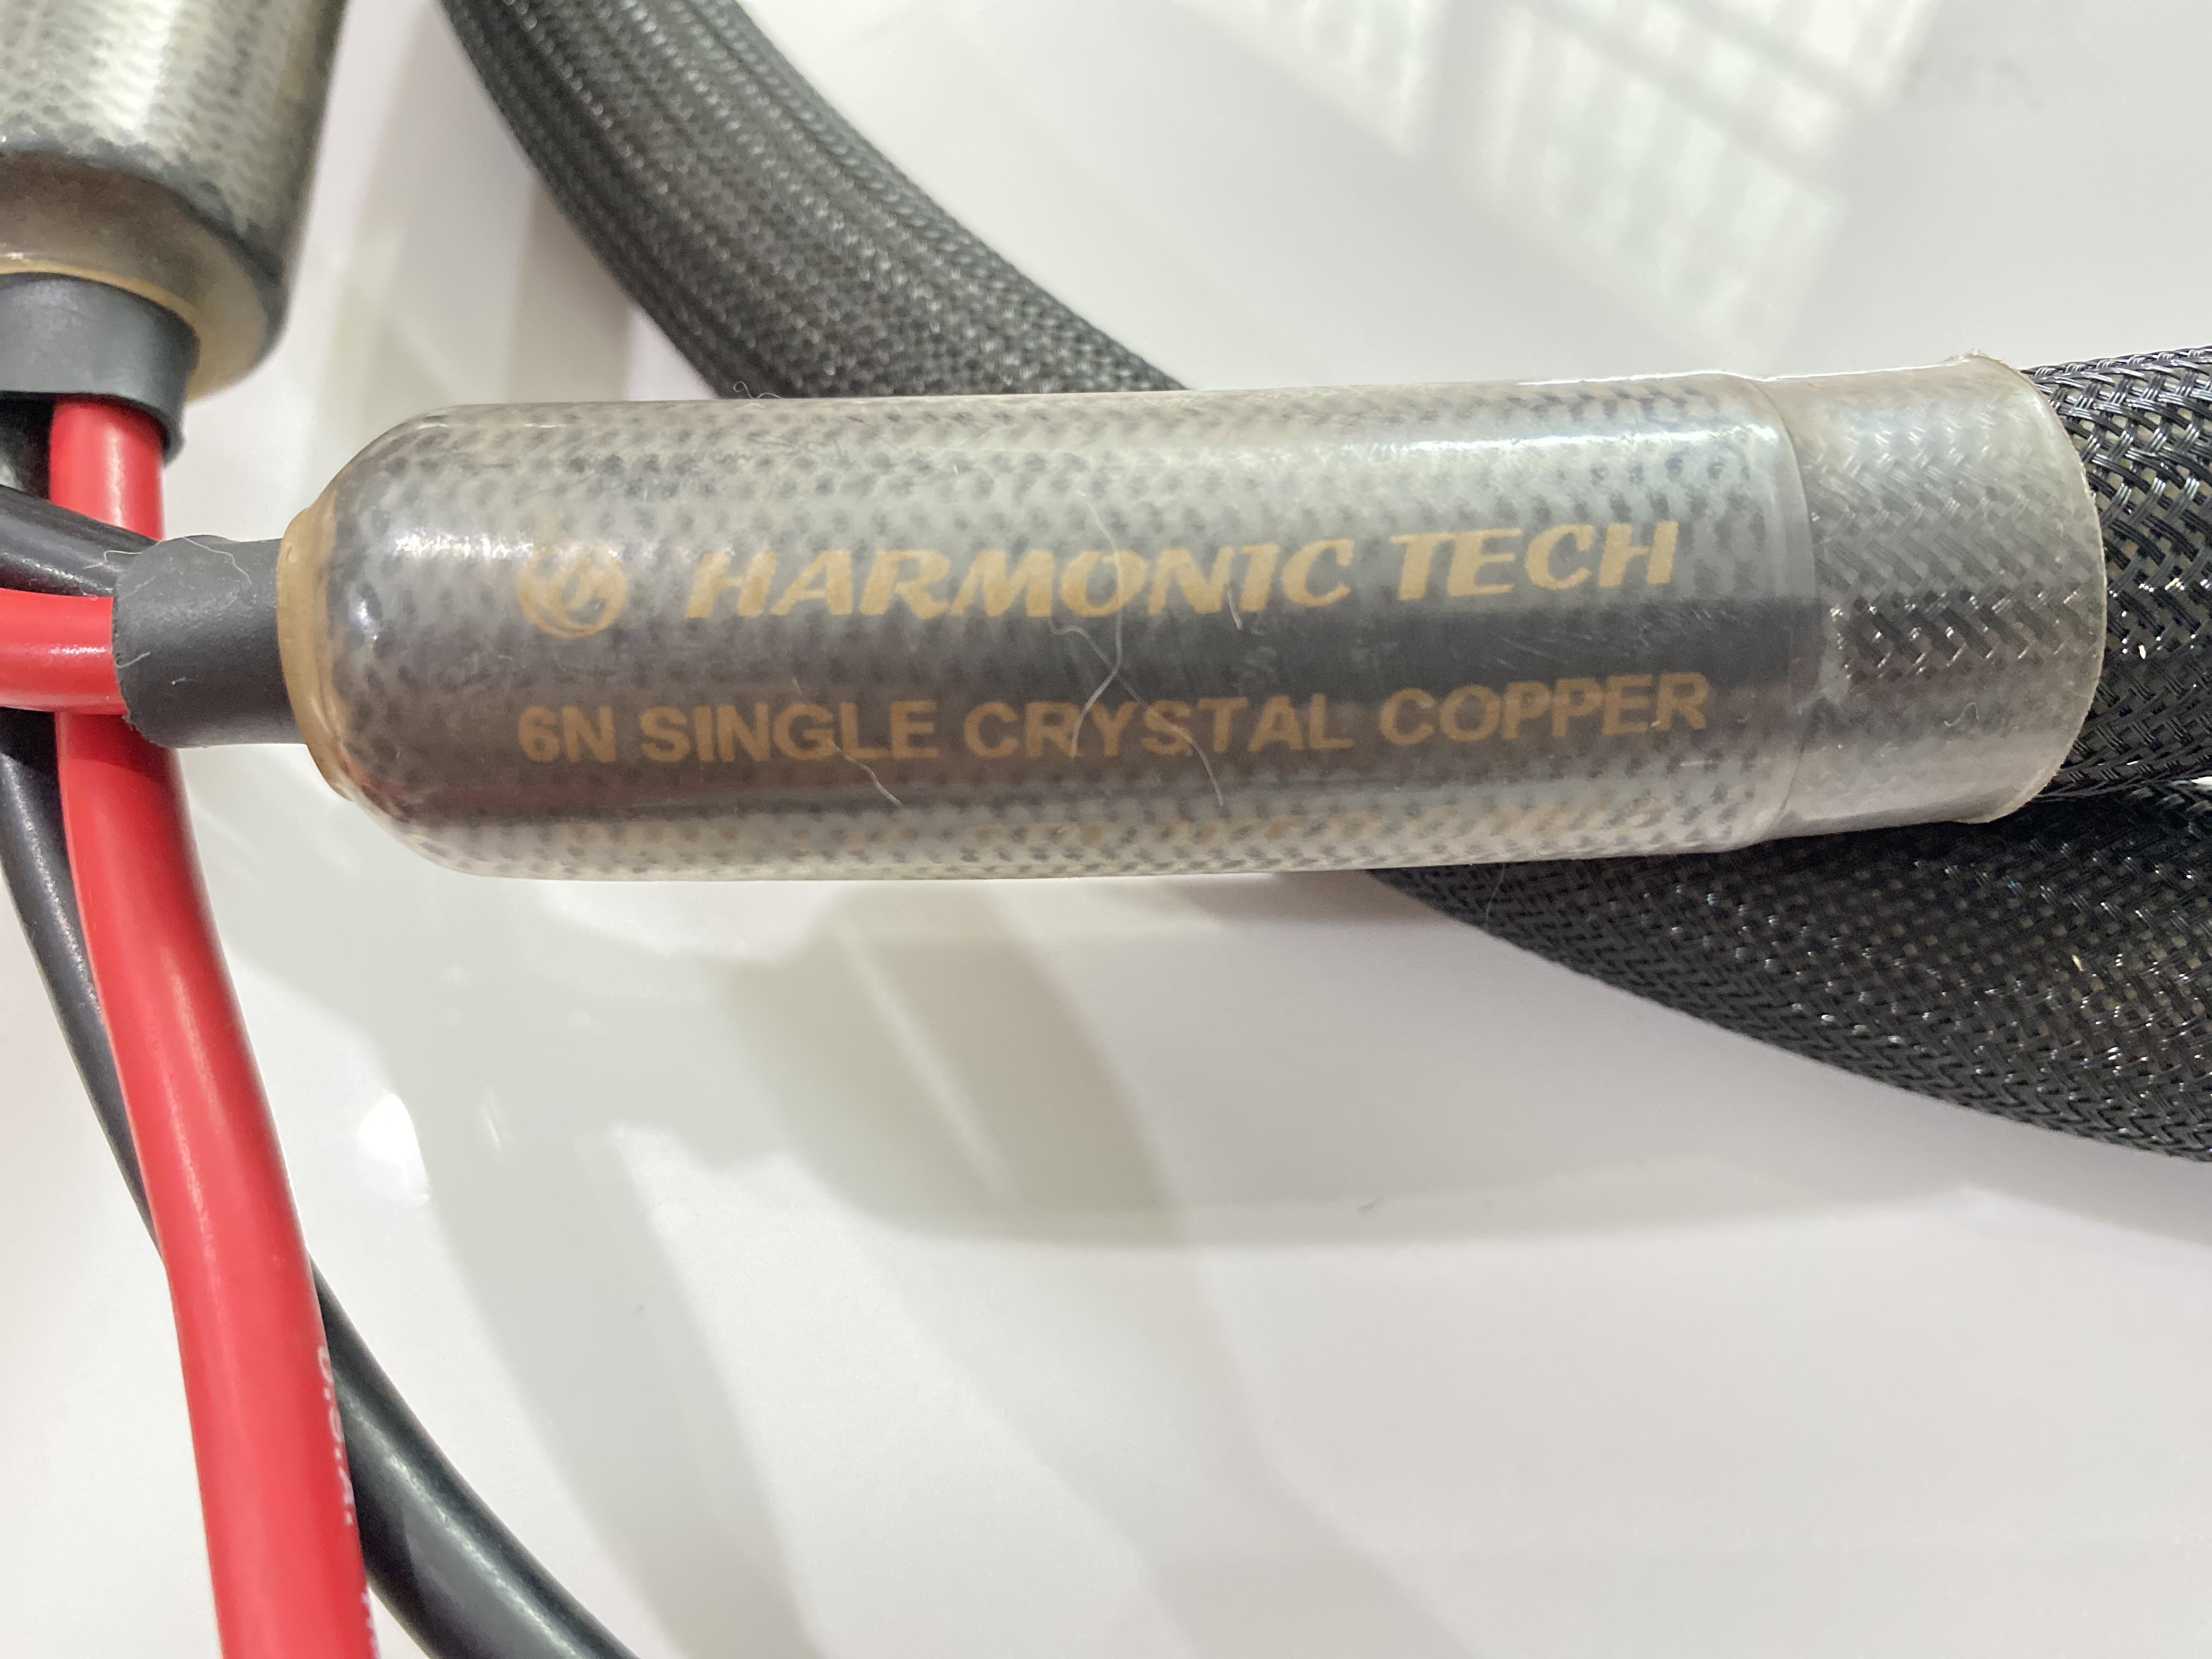 HARMONIC TECH
6N SINGLE CRYSTAL COPPER